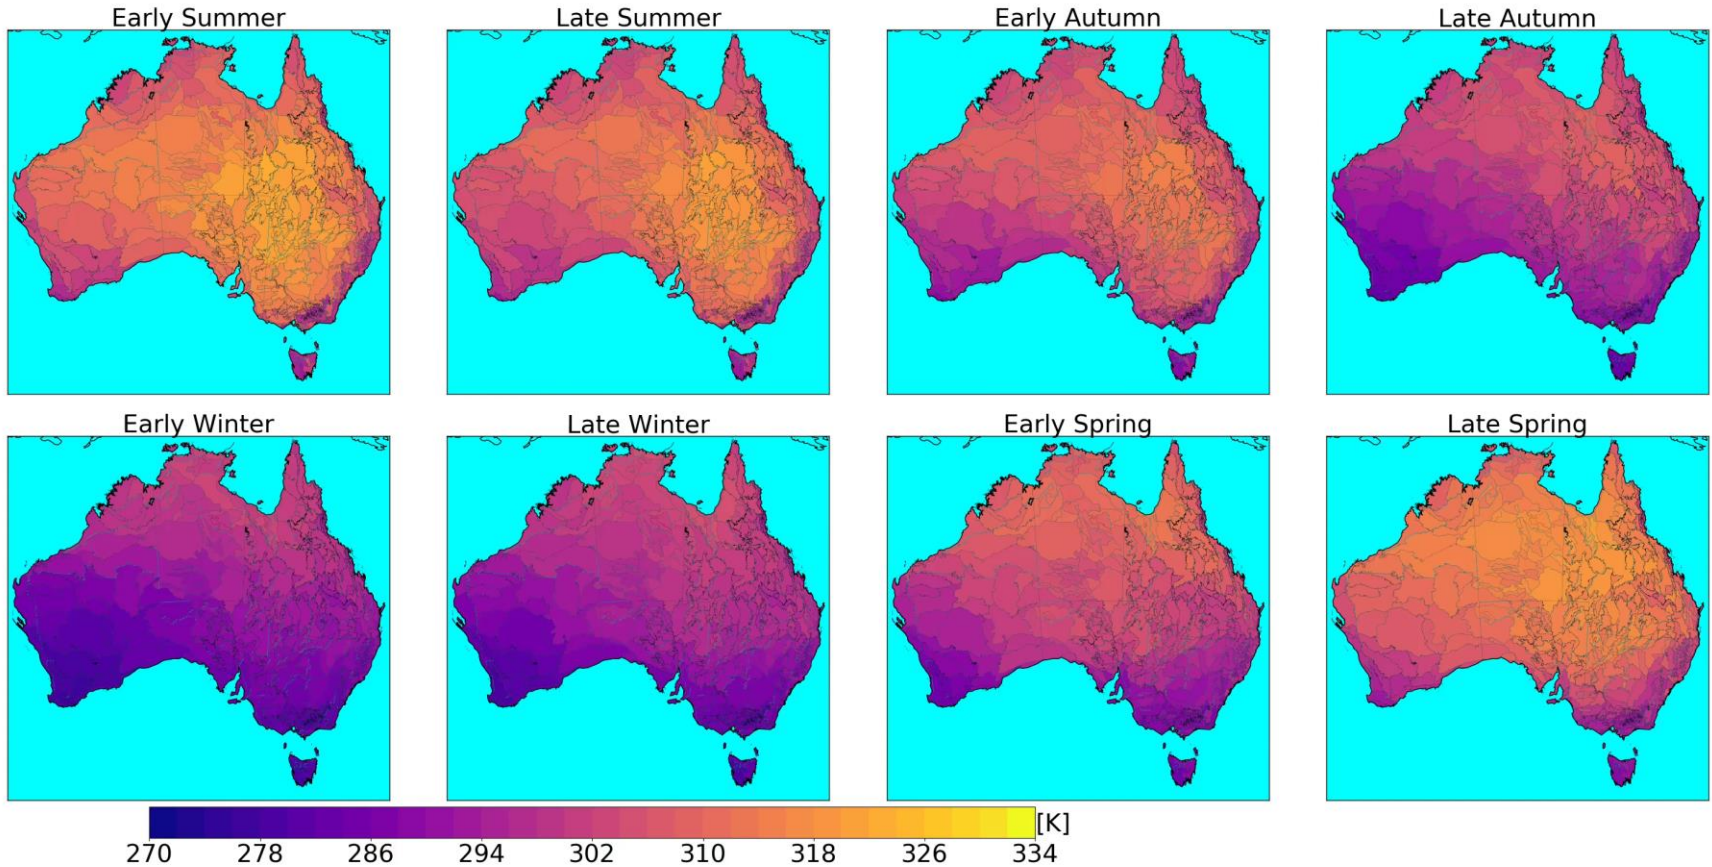 Early Summer
Late Summer
Early Autumn
Late Autumn
Early Winter
Late Winter
Early Spring
Late Spring
[K]
270 278 286 294 302 310 318 326 334